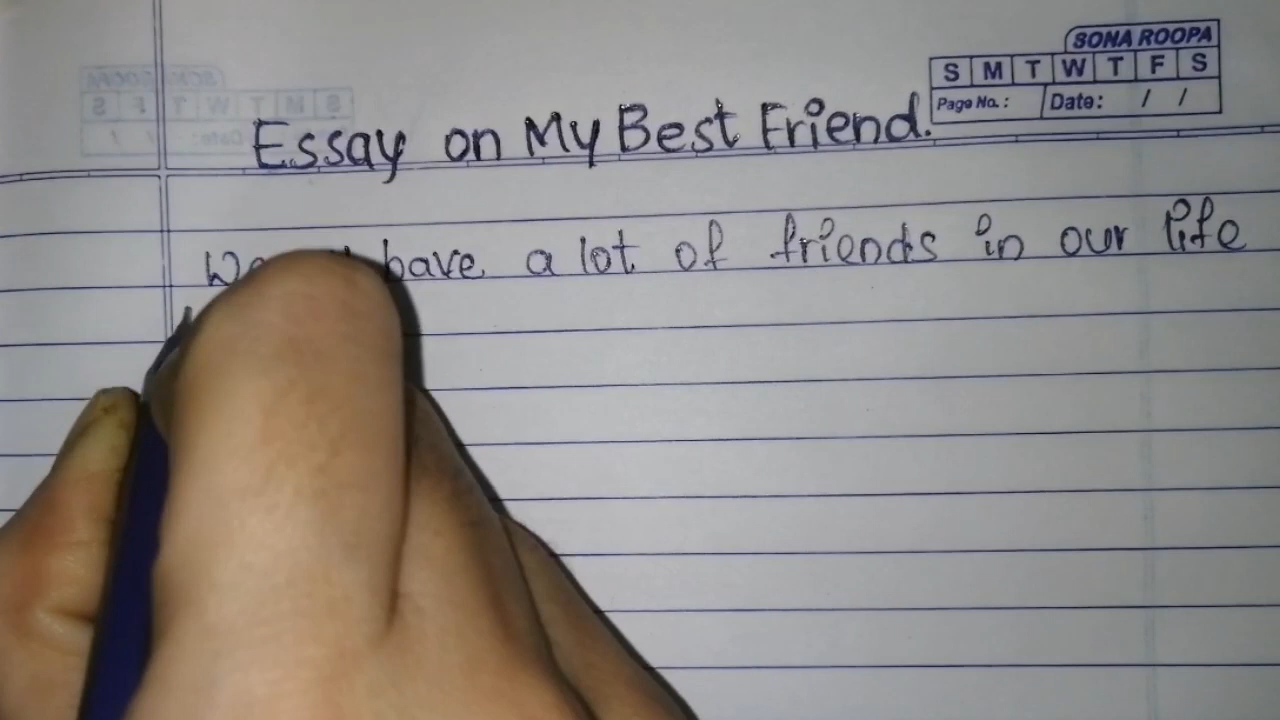 SONA ROOPA
S M T W T F S
Page No.: Date: / /
Essay on My Best Friend.
We have a lot of friends in our life